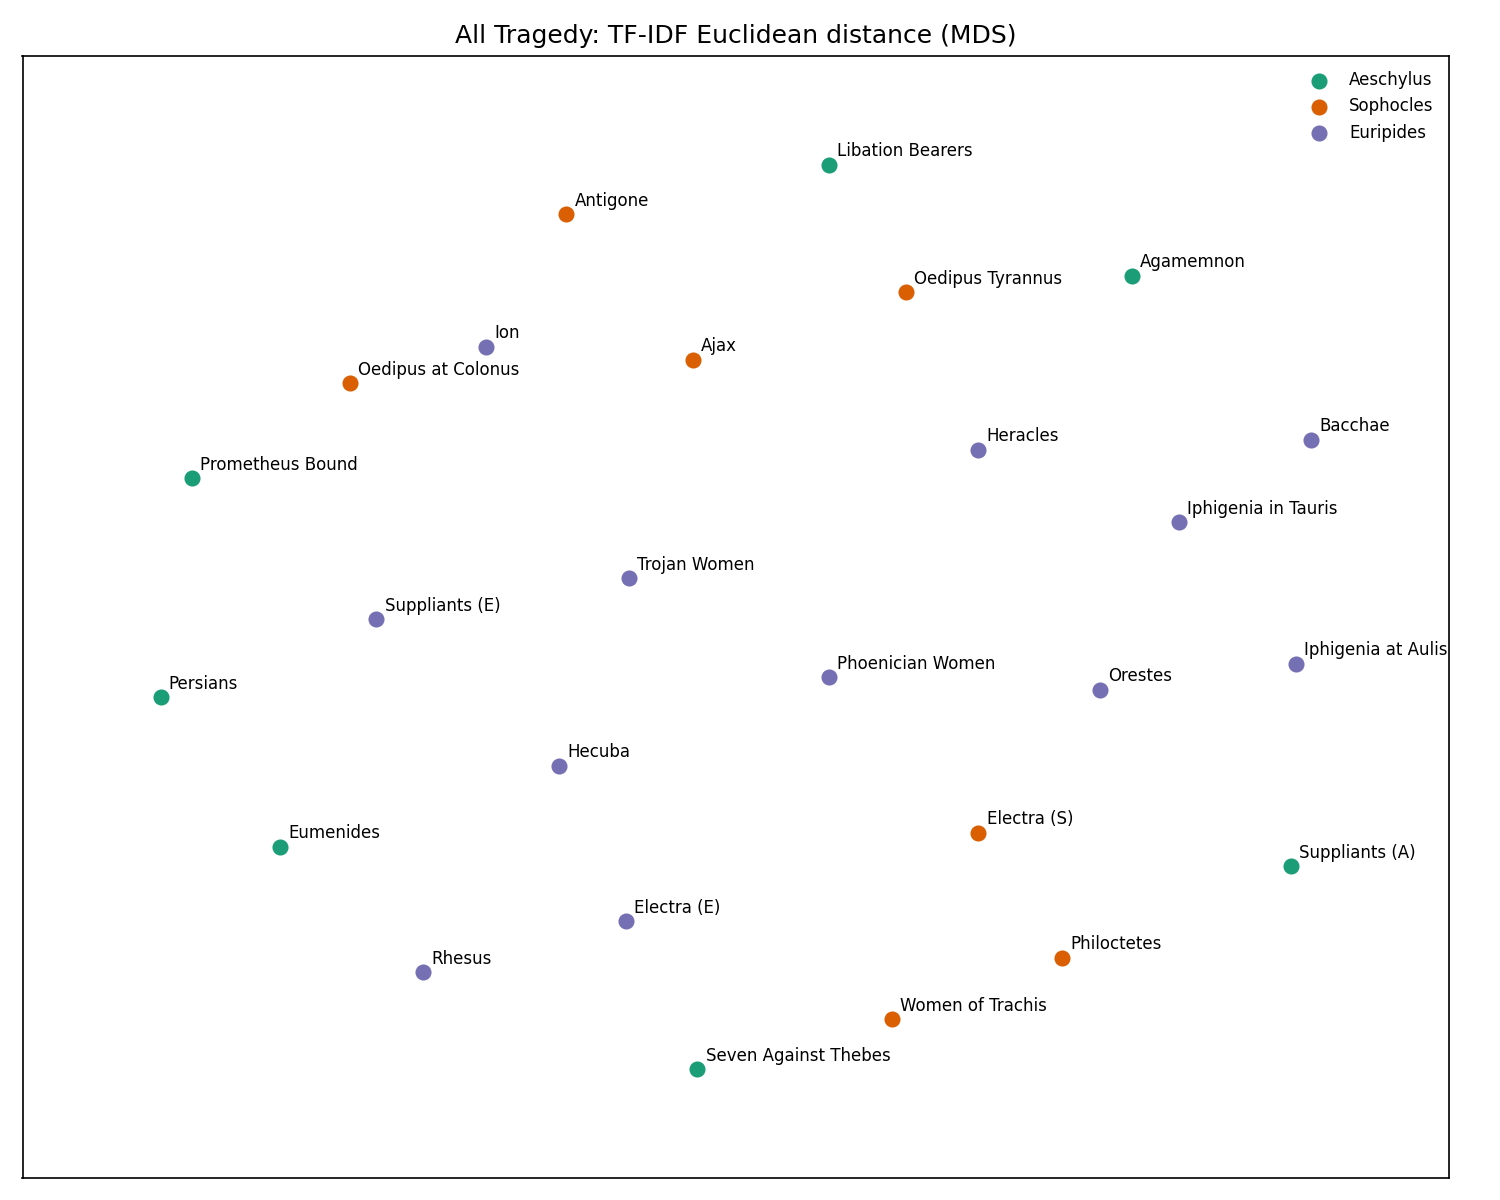 All Tragedy: TF-IDF Euclidean distance (MDS)
Aeschylus
Sophocles
Euripides
Libation Bearers
Antigone
Agamemnon
Oedipus Tyrannus
Ion
Ajax
Oedipus at Colonus
Bacchae
Heracles
Prometheus Bound
Iphigenia in Tauris
Trojan Women
Suppliants (E)
Iphigenia at Aulis
Phoenician Women
Orestes
Persians
Hecuba
Electra (S)
Eumenides
Suppliants (A)
Electra (E)
Philoctetes
Rhesus
Women of Trachis
Seven Against Thebes